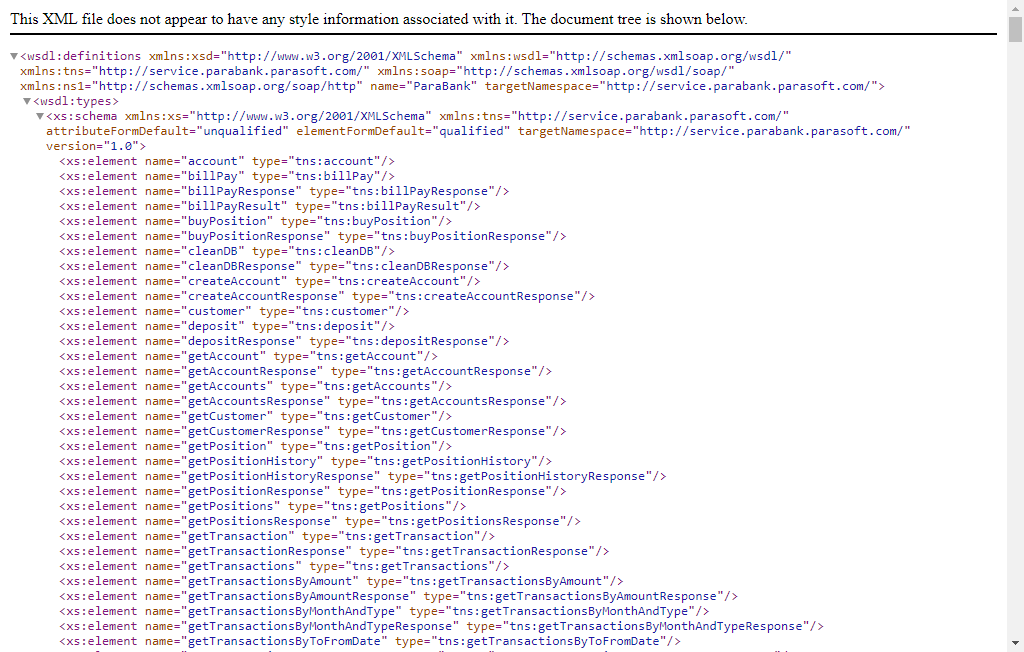 This XML file does not appear to have any style information associated with it. The document tree is shown below.
▼<wsdl:definitions xmlns:xsd="http://www.w3.org/2001/XMLSchema" xmlns:wsdl="http://schemas.xmlsoap.org/wsdl/"
xmlns:tns="http://service.parabank.parasoft.com/" xmlns:soap="http://schemas.xmlsoap.org/wsdl/soap/"
xmlns:ns1="http://schemas.xmlsoap.org/soap/http" name="ParaBank" targetNamespace="http://service.parabank.parasoft.com/">
▼<wsdl:types>
▼<xs:schema xmlns:xs="http://www.w3.org/2001/XMLSchema" xmlns:tns="http://service.parabank.parasoft.com/"
attributeFormDefault="unqualified" elementFormDefault="qualified" targetNamespace="http://service.parabank.parasoft.com/"
version="1.0">
<xs:element name="account" type="tns:account"/>
<xs:element name="billPay" type="tns:billPay"/>
<xs:element name="billPayResponse" type="tns:billPayResponse"/>
<xs:element name="billPayResult" type="tns:billPayResult"/>
<xs:element name="buyPosition" type="tns:buyPosition"/>
<xs:element name="buyPositionResponse" type="tns:buyPositionResponse"/>
<xs:element name="cleanDB" type="tns:cleanDB"/>
<xs:element name="cleanDBResponse" type="tns:cleanDBResponse"/>
<xs:element name="createAccount" type="tns:createAccount"/>
<xs:element name="createAccountResponse" type="tns:createAccountResponse"/>
<xs:element name="customer" type="tns:customer"/>
<xs:element name="deposit" type="tns:deposit"/>
<xs:element name="depositResponse" type="tns:depositResponse"/>
<xs:element name="getAccount" type="tns:getAccount"/>
<xs:element name="getAccountResponse" type="tns:getAccountResponse"/>
<xs:element name="getAccounts" type="tns:getAccounts"/>
<xs:element name="getAccountsResponse" type="tns:getAccountsResponse"/>
<xs:element name="getCustomer" type="tns:getCustomer"/>
<xs:element name="getCustomerResponse" type="tns:getCustomerResponse"/>
<xs:element name="getPosition" type="tns:getPosition"/>
<xs:element name="getPositionHistory" type="tns:getPositionHistory"/>
<xs:element name="getPositionHistoryResponse" type="tns:getPositionHistoryResponse"/>
<xs:element name="getPositionResponse" type="tns:getPositionResponse"/>
<xs:element name="getPositions" type="tns:getPositions"/>
<xs:element name="getPositionsResponse" type="tns:getPositionsResponse"/>
<xs:element name="getTransaction" type="tns:getTransaction"/>
<xs:element name="getTransactionResponse" type="tns:getTransactionResponse"/>
<xs:element name="getTransactions" type="tns:getTransactions"/>
<xs:element name="getTransactionsByAmount" type="tns:getTransactionsByAmount"/>
<xs:element name="getTransactionsByAmountResponse" type="tns:getTransactionsByAmountResponse"/>
<xs:element name="getTransactionsByMonthAndType" type="tns:getTransactionsByMonthAndType"/>
<xs:element name="getTransactionsByMonthAndTypeResponse" type="tns:getTransactionsByMonthAndTypeResponse"/>
<xs:element name="getTransactionsByToFromDate" type="tns:getTransactionsByToFromDate"/>